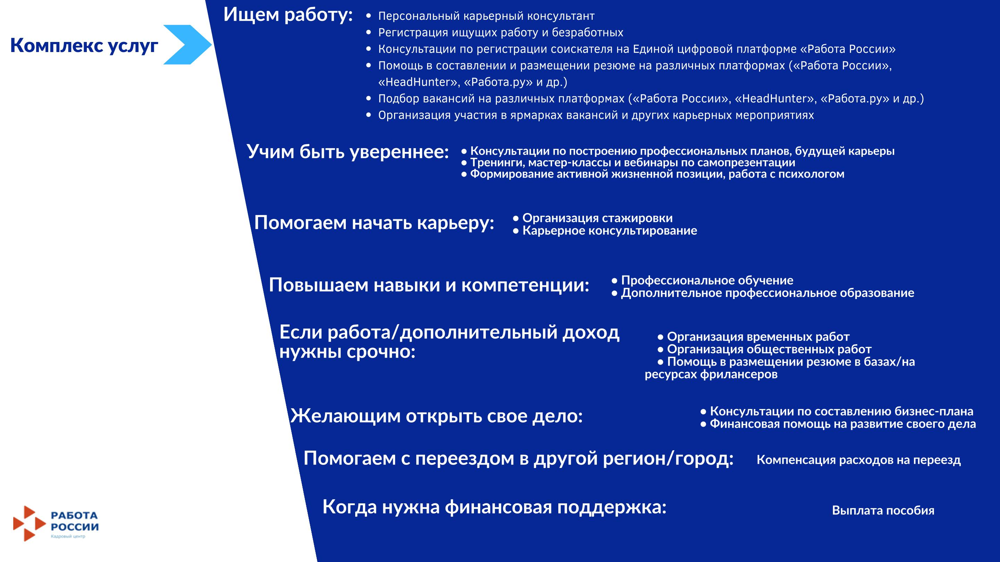 Комплекс услуг
Ищем работу:
• Персональный карьерный консультант
• Регистрация ищущих работу и безработных
• Консультации по регистрации соискателя на Единой цифровой платформе «Работа России»
• Помощь в составлении и размещении резюме на различных платформах («Работа России»,
«HeadHunter», «Работа.ру» и др.)
• Подбор вакансий на различных платформах («Работа России», «HeadHunter», «Работа.ру» и др.)
• Организация участия в ярмарках вакансий и других карьерных мероприятиях
Учим быть увереннее:
• Консультации по построению профессиональных планов, будущей карьеры
• Тренинги, мастер-классы и вебинары по самопрезентации
• Формирование активной жизненной позиции, работа с психологом
Помогаем начать карьеру:
• Организация стажировки
• Карьерное консультирование
Повышаем навыки и компетенции:
• Профессиональное обучение
• Дополнительное профессиональное образование
Если работа/дополнительный доход
нужны срочно:
• Организация временных работ
• Организация общественных работ
• Помощь в размещении резюме в базах/на
ресурсах фрилансеров
Желающим открыть свое дело:
• Консультации по составлению бизнес-плана
• Финансовая помощь на развитие своего дела
Помогаем с переездом в другой регион/город:
Компенсация расходов на переезд
Когда нужна финансовая поддержка:
Выплата пособия
РАБОТА
РОССИИ
Кадровый центр